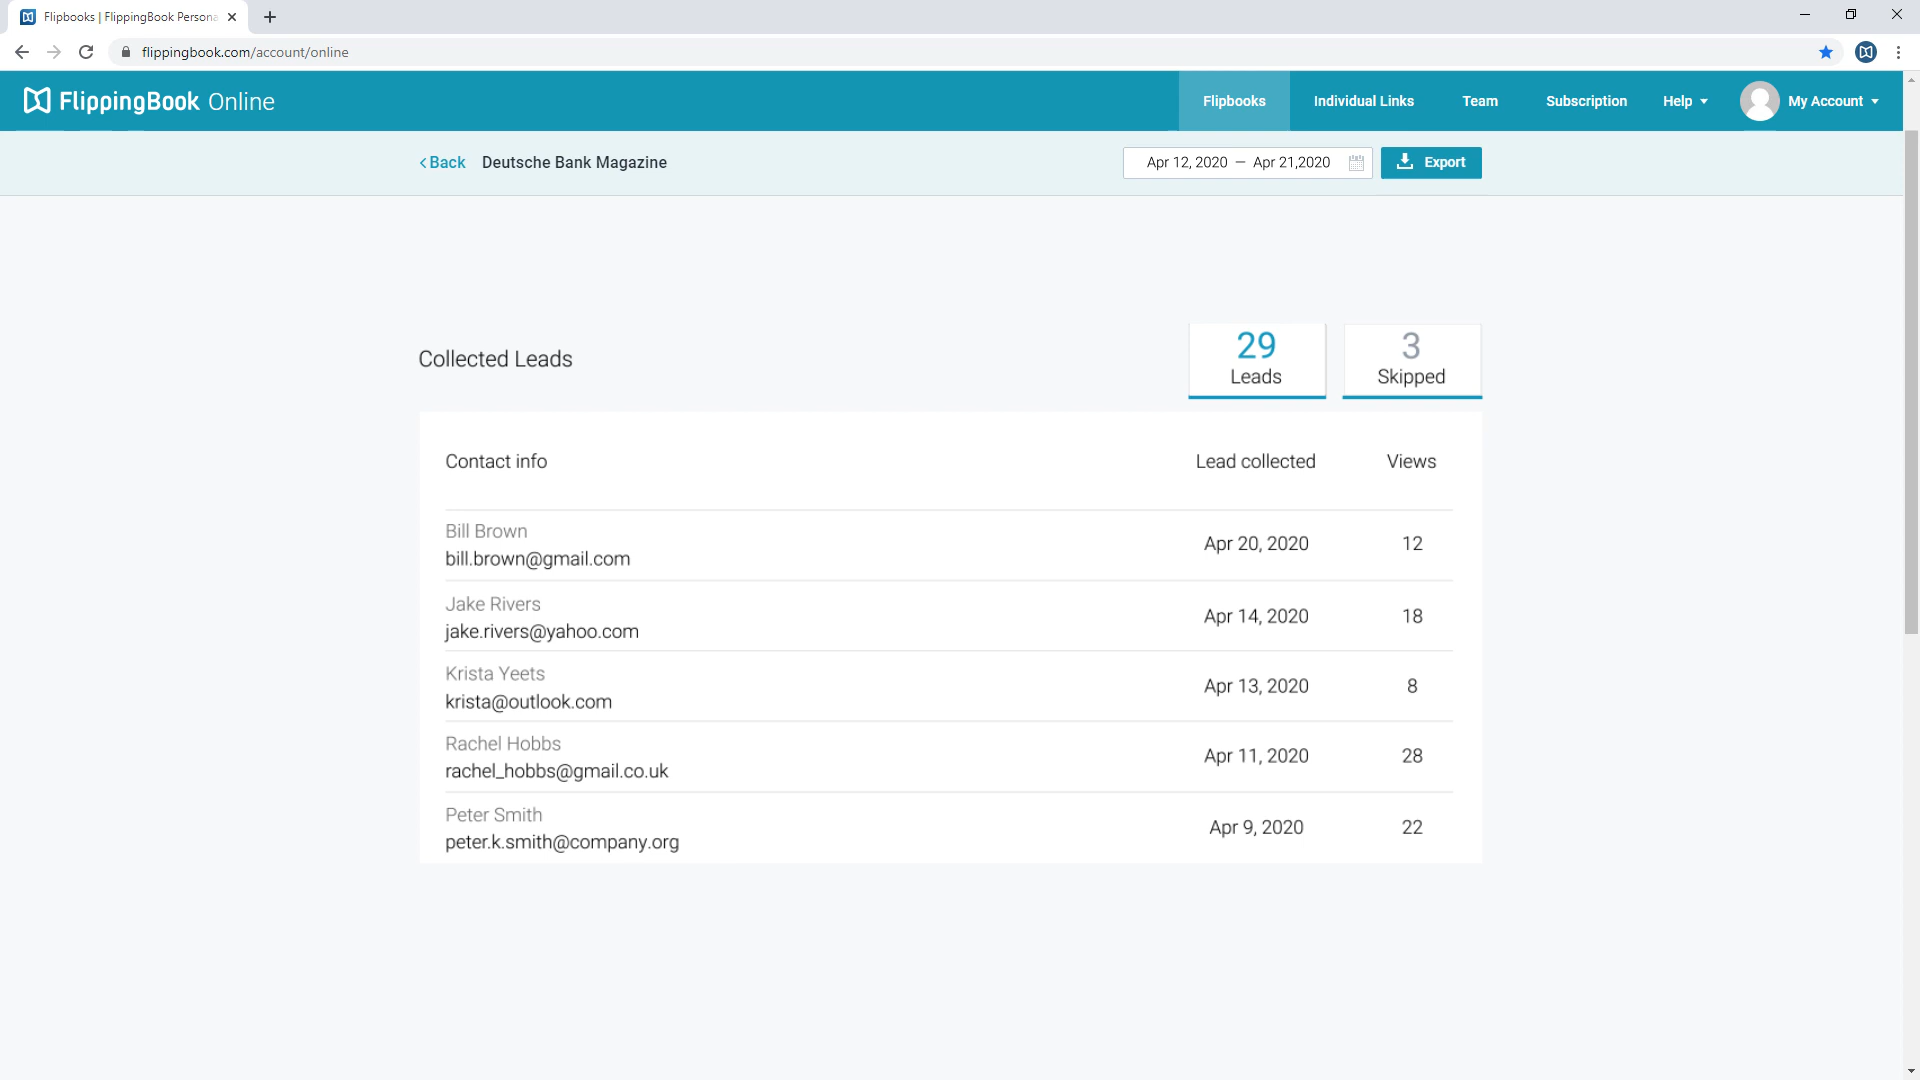 Flipbooks | FlippingBook Persona
flippingbook.com/account/online
FlippingBook Online
Flipbooks
Individual Links
Team
Subscription
Help
My Account
Back
Deutsche Bank Magazine
Apr 12, 2020 — Apr 21,2020
Export
Collected Leads
29
Leads
3
Skipped
Contact info
Lead collected
Views
Bill Brown
bill.brown@gmail.com
Apr 20, 2020
12
Jake Rivers
jake.rivers@yahoo.com
Apr 14, 2020
18
Krista Yeets
krista@outlook.com
Apr 13, 2020
8
Rachel Hobbs
rachel_hobbs@gmail.co.uk
Apr 11, 2020
28
Peter Smith
peter.k.smith@company.org
Apr 9, 2020
22